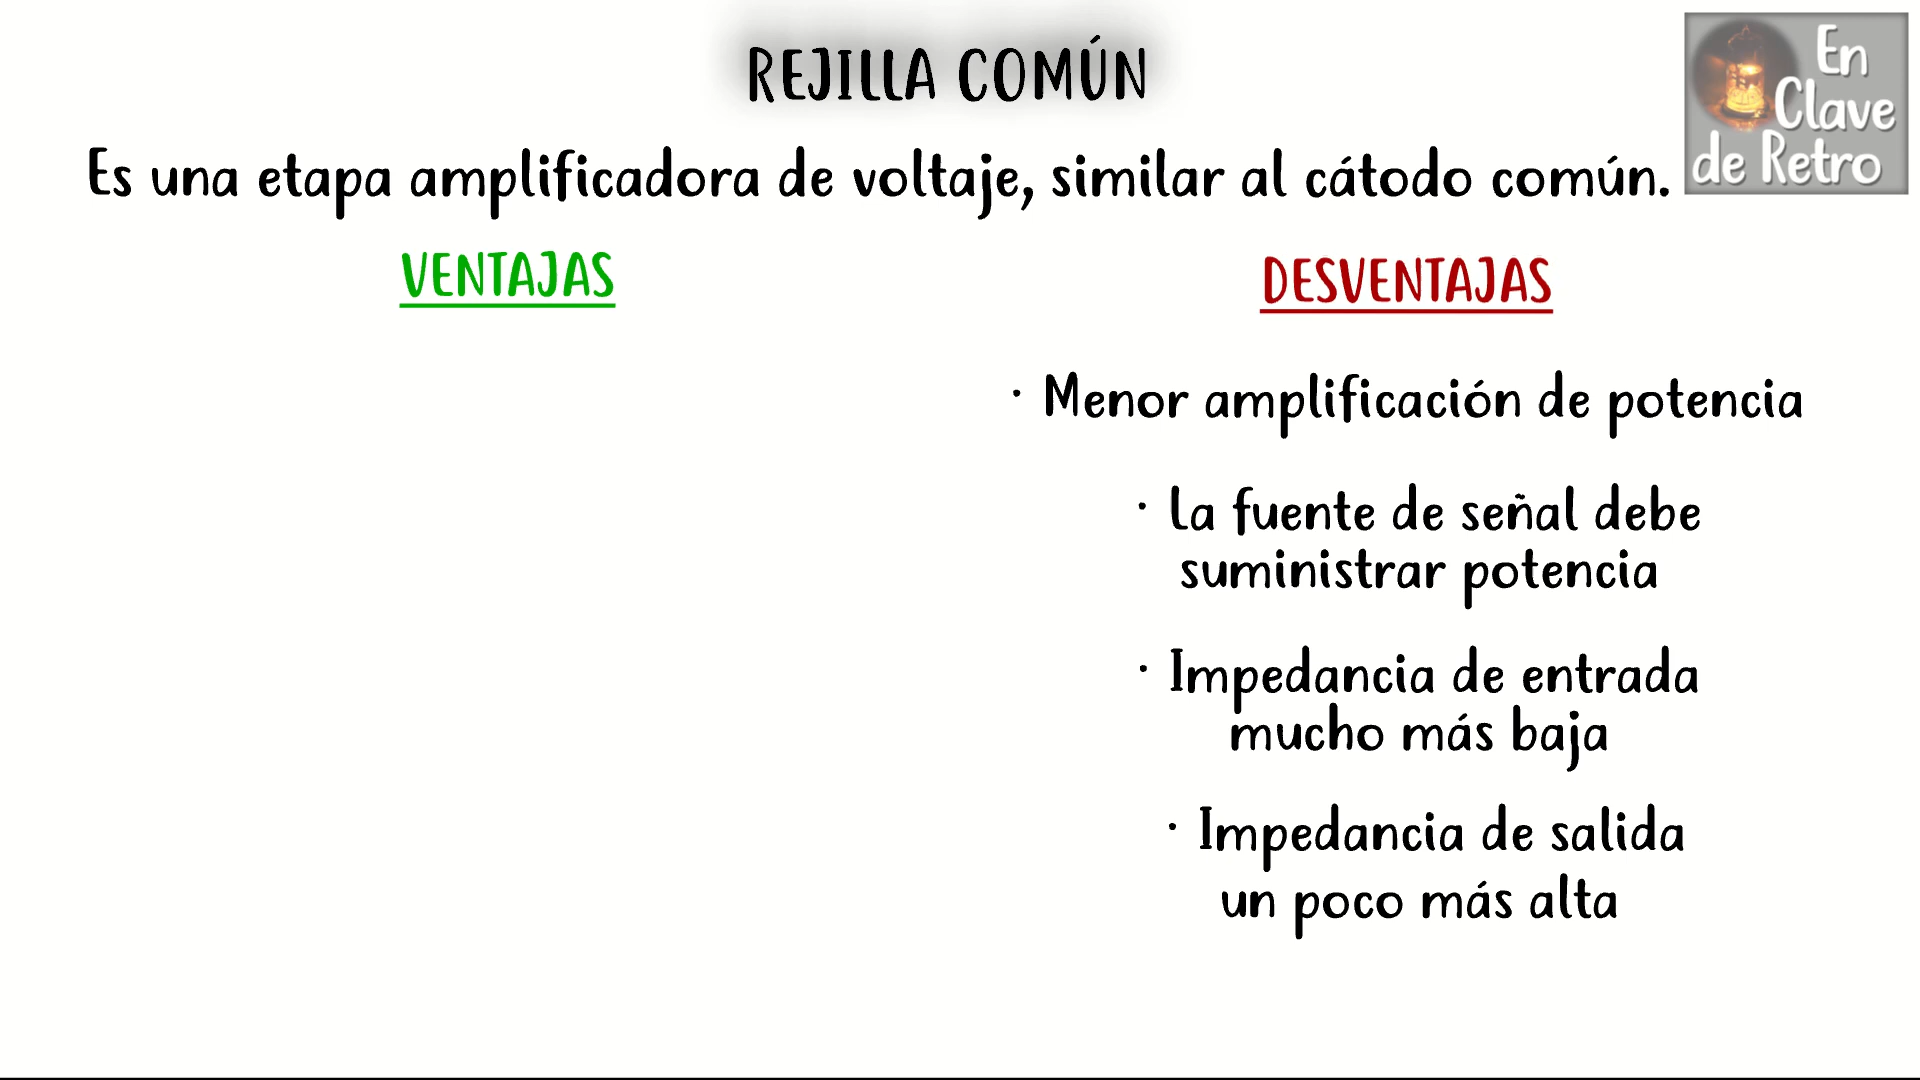 REJILLA COMÚN
En
Clave
de Retro
Es una etapa amplificadora de voltaje, similar al cátodo común.
VENTAJAS
DESVENTAJAS
· Menor amplificación de potencia
· La fuente de señal debe
suministrar potencia
· Impedancia de entrada
mucho más baja
· Impedancia de salida
un poco más alta